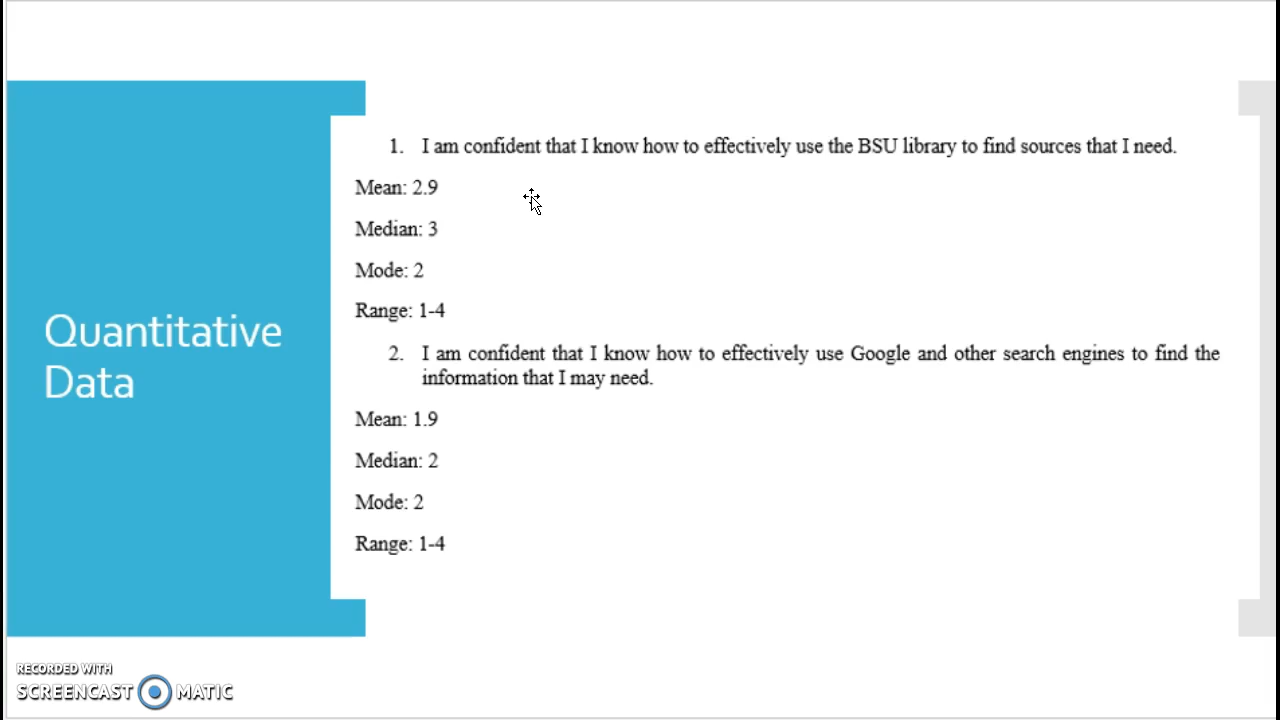 Quantitative
Data
1. I am confident that I know how to effectively use the BSU library to find sources that I need.
Mean: 2.9
Median: 3
Mode: 2
Range: 1-4
2. I am confident that I know how to effectively use Google and other search engines to find the
information that I may need.
Mean: 1.9
Median: 2
Mode: 2
Range: 1-4
RECORDED WITH
SCREENCAST MATIC